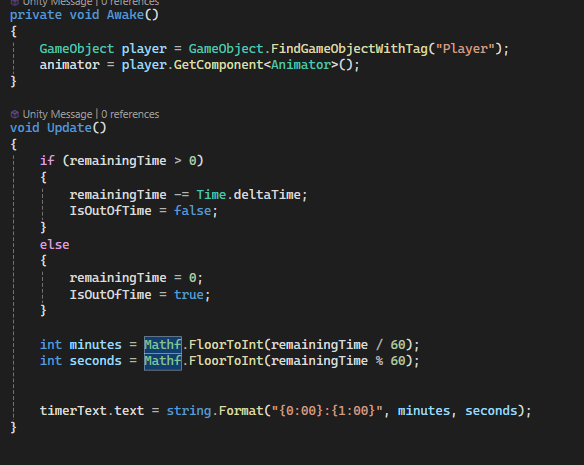 Unity Message | 0 references
private void Awake()
{
GameObject player = GameObject.FindGameObjectWithTag("Player");
animator = player.GetComponent<Animator>();
}
Unity Message | 0 references
void Update()
{
if (remainingTime > 0)
{
remainingTime -= Time.deltaTime;
IsOutOfTime = false;
}
else
{
remainingTime = 0;
IsOutOfTime = true;
}
int minutes = Mathf.FloorToInt(remainingTime / 60);
int seconds = Mathf.FloorToInt(remainingTime % 60);
timerText.text = string.Format("{0:00}:{1:00}", minutes, seconds);
}